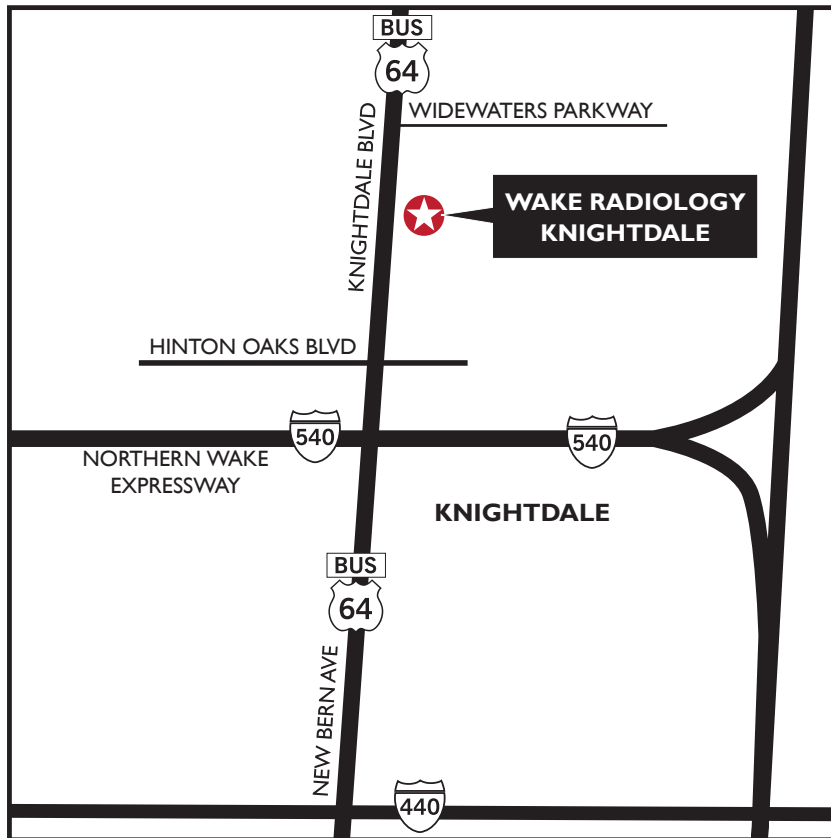 BUS
64
WIDEWATERS PARKWAY
KNIGHTDALE BLVD
WAKE RADIOLOGY
KNIGHTDALE
HINTON OAKS BLVD
540
540
NORTHERN WAKE
EXPRESSWAY
KNIGHTDALE
BUS
64
NEW BERN AVE
440